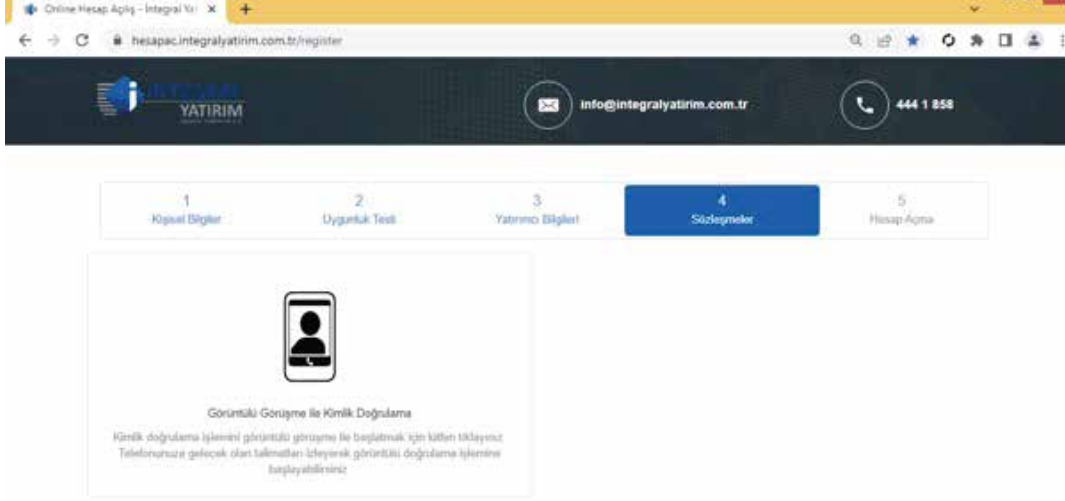 Online Hesap Açılış - Integral Ya
hesapac.integralyatirim.com.tr/register
INTEGRAL
YATIRIM
info@integralyatirim.com.tr
444 1 858
1
Kişisel Bilgiler
2
Uygunluk Testi
3
Yatırımcı Bilgileri
4
Sözleşmeler
5
Hesap Açma
Görüntülü Görüşme ile Kimlik Doğrulama
Kimlik doğrulama işlemini görüntülü görüşme ile başlatmak için lütfen tıklayınız
Telefonunuza gelecek olan talimatları izleyerek görüntülü doğrulama işlemine
başlayabilirsiniz